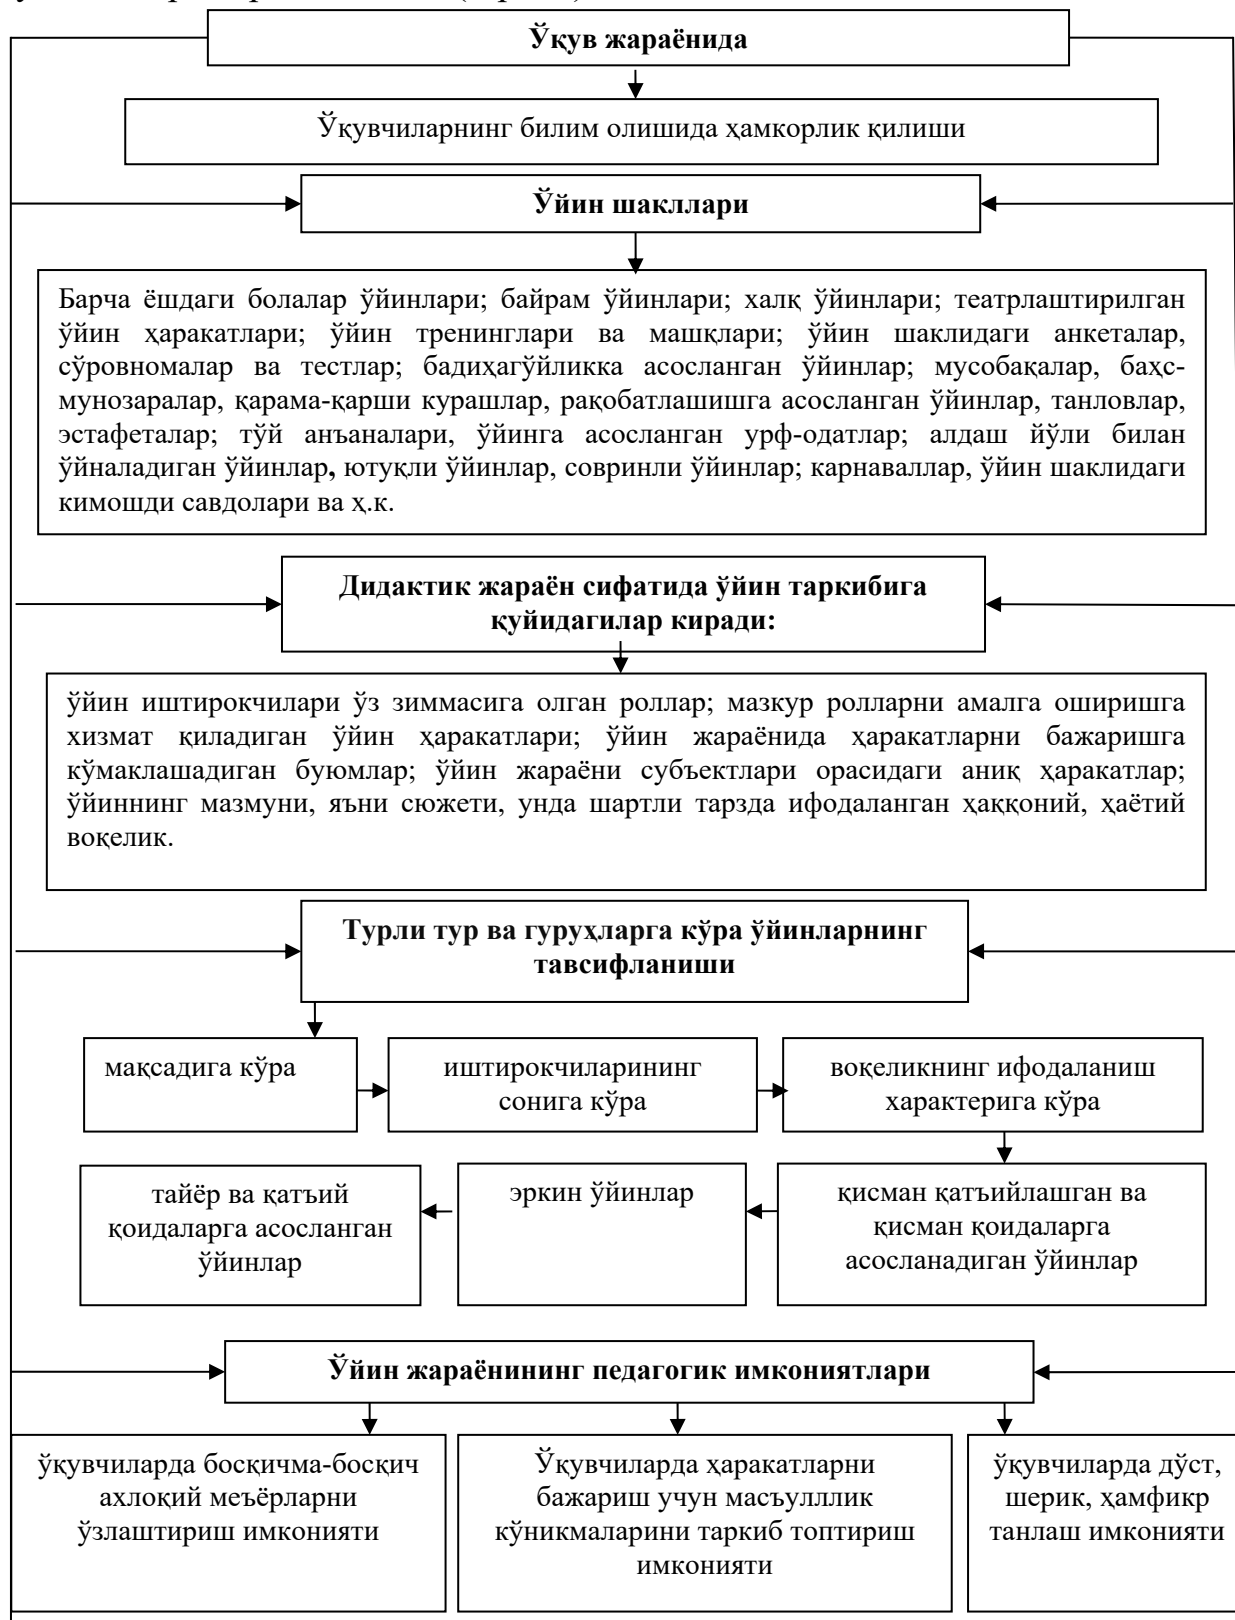 Ўқув жараёнида
Ўқувчиларнинг билим олишида ҳамкорлик қилиши
Ўйин шакллари
Барча ёшдаги болалар ўйинлари; байрам ўйинлари; халқ ўйинлари; театрлаштирилган
ўйин ҳаракатлари; ўйин тренинглари ва машқлари; ўйин шаклидаги анкеталар,
сўровномалар ва тестлар; бадиҳагўйликка асосланган ўйинлар; мусобақалар, баҳс-
мунозаралар, қарама-қарши курашлар, рақобатлашишга асосланган ўйинлар, танловлар,
эстафеталар; тўй анъаналари, ўйинга асосланган урф-одатлар; алдаш йўли билан
ўйналадиган ўйинлар, ютуқли ўйинлар, совринли ўйинлар; карнаваллар, ўйин шаклидаги
кимошди савдолари ва ҳ.к.
Дидактик жараён сифатида ўйин таркибига
қуйидагилар киради:
ўйин иштирокчилари ўз зиммасига олган роллар; мазкур ролларни амалга оширишга
хизмат қиладиган ўйин ҳаракатлари; ўйин жараёнида ҳаракатларни бажаришга
кўмаклашадиган буюмлар; ўйин жараёни субъектлари орасидаги аниқ ҳаракатлар;
ўйиннинг мазмуни, яъни сюжети, унда шартли тарзда ифодаланган ҳаққоний, ҳаётий
воқелик.
Турли тур ва гуруҳларга кўра ўйинларнинг
тавсифланиши
мақсадига кўра
иштирокчиларининг
сонига кўра
воқеликнинг ифодаланиш
характерига кўра
тайёр ва қатъий
қоидаларга асосланган
ўйинлар
эркин ўйинлар
қисман қатъийлашган ва
қисман қоидаларга
асосланадиган ўйинлар
Ўйин жараёнининг педагогик имкониятлари
ўқувчиларда босқичма-босқич
ахлоқий меъёрларни
ўзлаштириш имконияти
Ўқувчиларда ҳаракатларни
бажариш учун масъулллик
кўникмаларини таркиб топтириш
имконияти
ўқувчиларда дўст,
шерик, ҳамфикр
танлаш имконияти